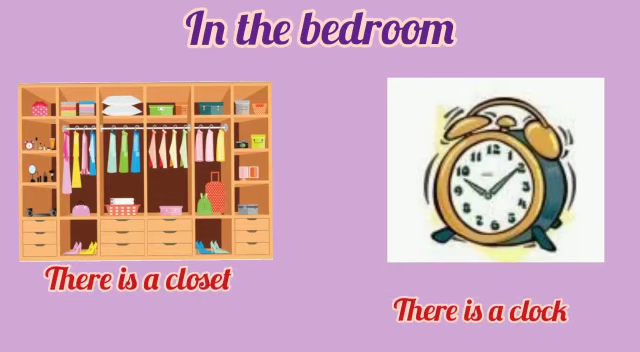 In the bedroom
There is a closet
There is a clock